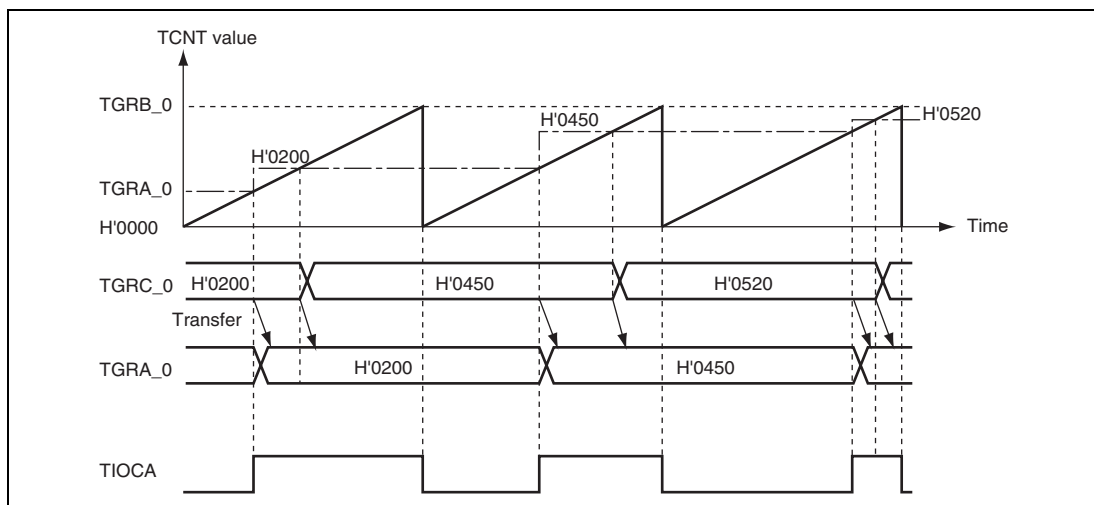 TCNT value
TGRB_0
H'0520
H'0450
H'0200
TGRA_0
H'0000
Time
TGRC_0
H'0200
H'0450
H'0520
Transfer
TGRA_0
H'0200
H'0450
TIOCA